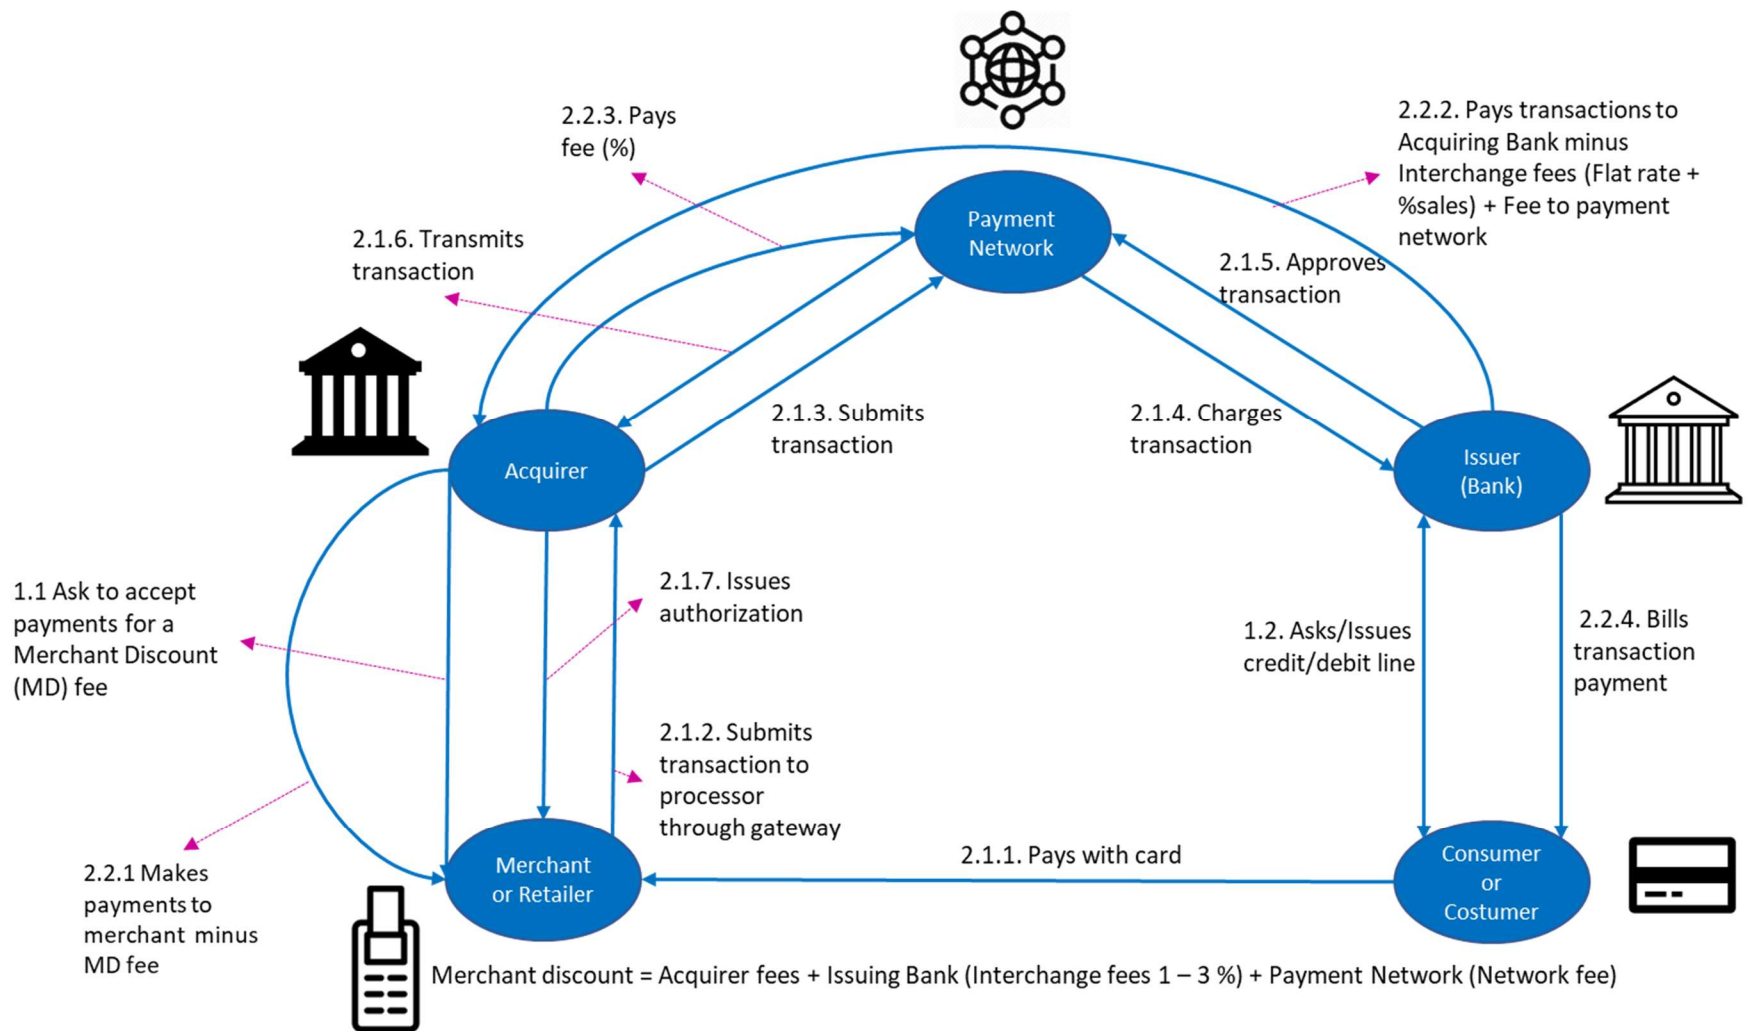 2.2.3. Pays
fee (%)
2.2.2. Pays transactions to
Acquiring Bank minus
Interchange fees (Flat rate +
%sales) + Fee to payment
network
Payment
Network
2.1.6. Transmits
transaction
2.1.5. Approves
transaction
2.1.3. Submits
transaction
2.1.4. Charges
transaction
Acquirer
Issuer
(Bank)
1.1 Ask to accept
payments for a
Merchant Discount
(MD) fee
2.1.7. Issues
authorization
1.2. Asks/Issues
credit/debit line
2.2.4. Bills
transaction
payment
2.1.2. Submits
transaction to
processor
through gateway
2.1.1. Pays with card
Merchant
or Retailer
Consumer
or
Costumer
2.2.1 Makes
payments to
merchant minus
MD fee
Merchant discount = Acquirer fees + Issuing Bank (Interchange fees 1 – 3 %) + Payment Network (Network fee)